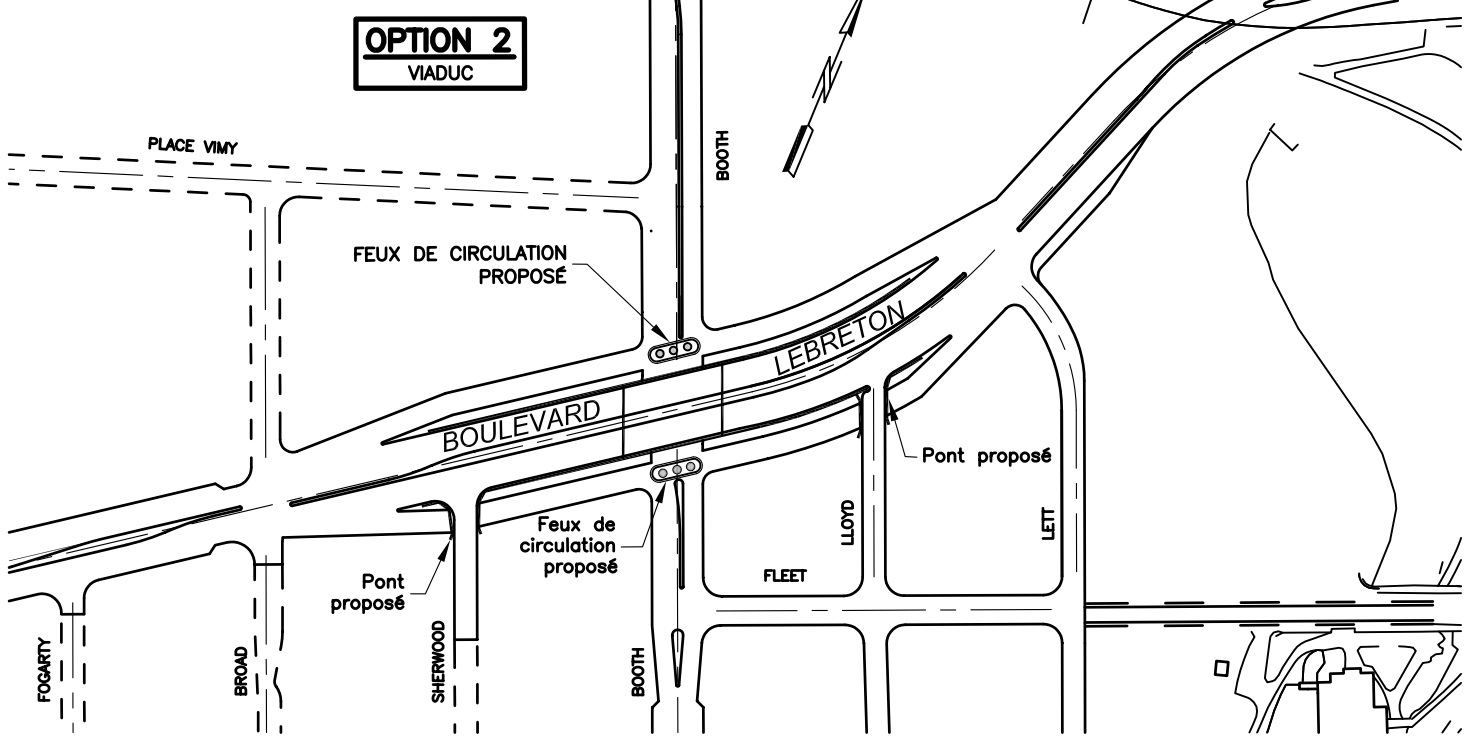 OPTION 2
VIADUC
PLACE VIMY
BOOTH
N
FEUX DE CIRCULATION
PROPOSÉ
BOULEVARD LEBRETON
Pont proposé
Feux de
circulation
proposé
Pont
proposé
LLOYD
LETT
FLEET
FOGARTY
BROAD
SHERWOOD
BOOTH